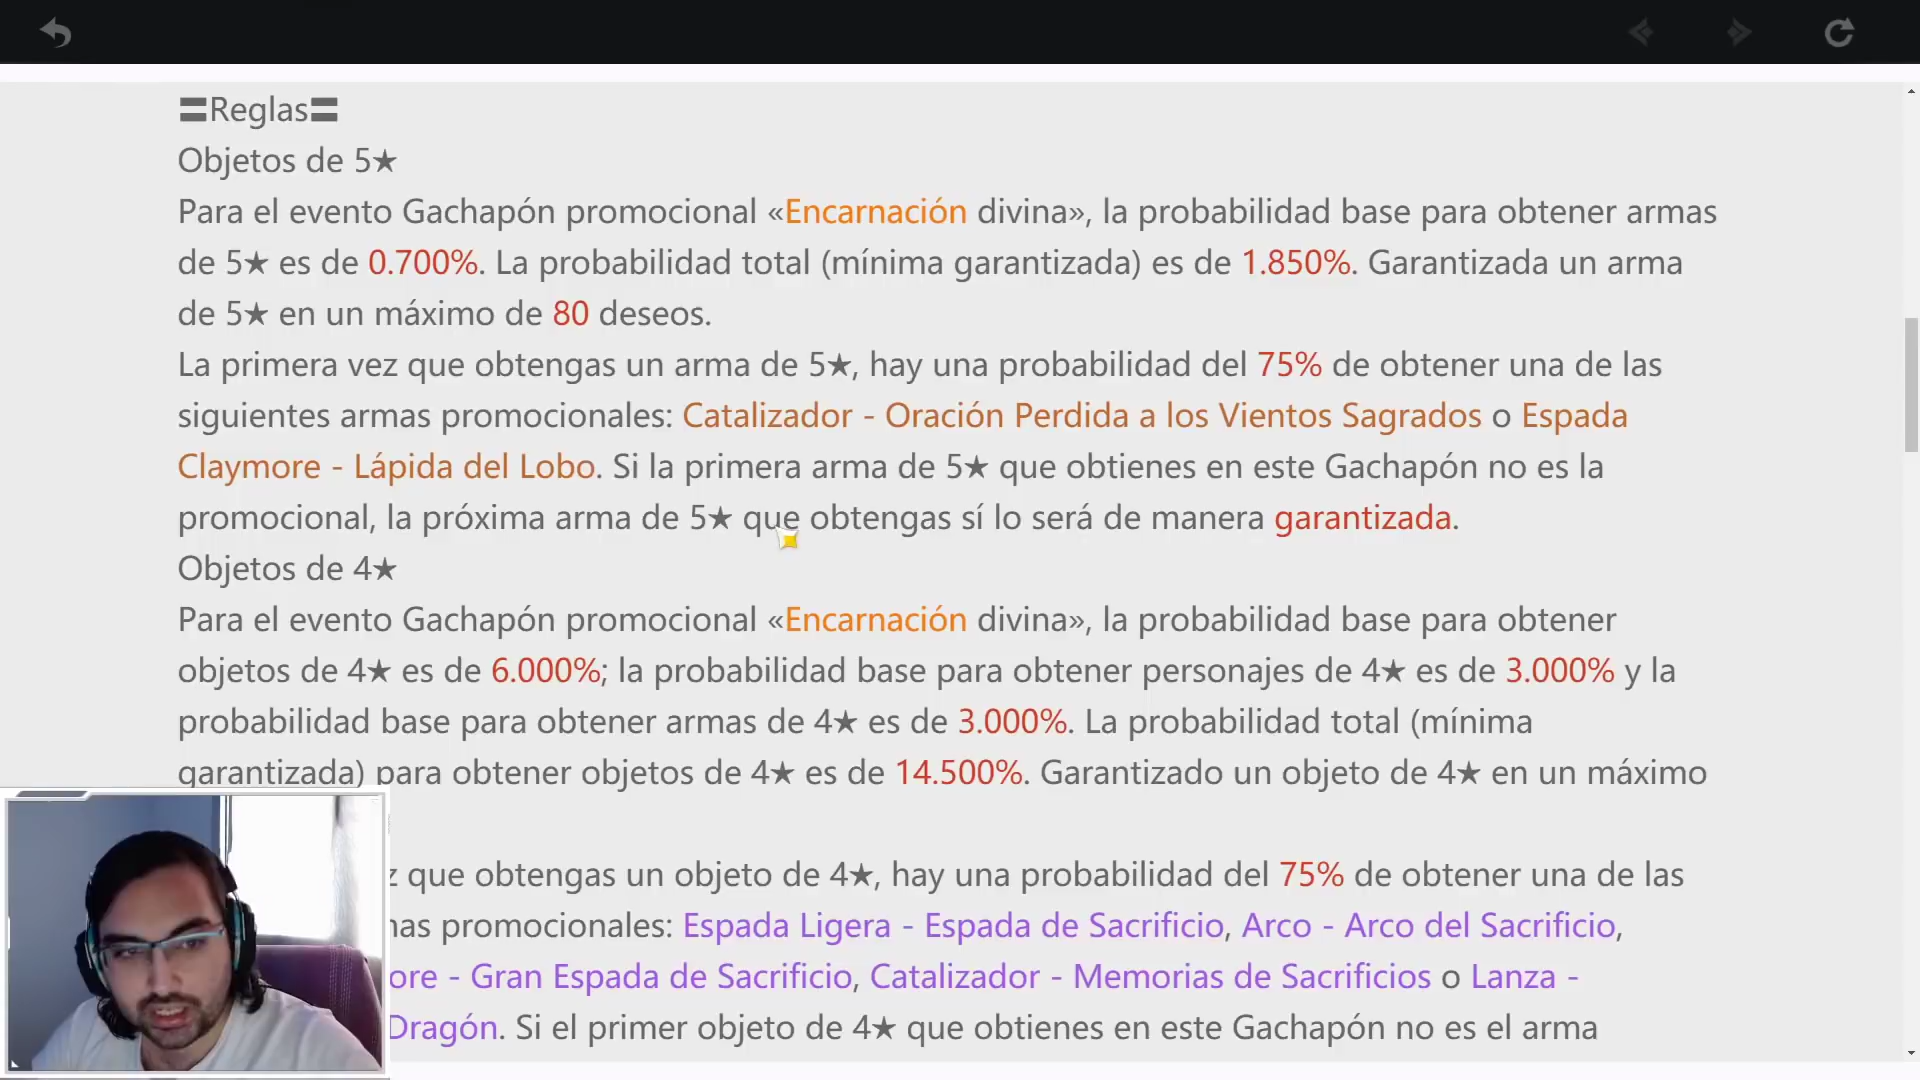 〓Reglas〓
Objetos de 5★
Para el evento Gachapón promocional «Encarnación divina», la probabilidad base para obtener armas
de 5★ es de 0.700%. La probabilidad total (mínima garantizada) es de 1.850%. Garantizada un arma
de 5★ en un máximo de 80 deseos.
La primera vez que obtengas un arma de 5★, hay una probabilidad del 75% de obtener una de las
siguientes armas promocionales: Catalizador - Oración Perdida a los Vientos Sagrados o Espada
Claymore - Lápida del Lobo. Si la primera arma de 5★ que obtienes en este Gachapón no es la
promocional, la próxima arma de 5★ que obtengas sí lo será de manera garantizada.
Objetos de 4★
Para el evento Gachapón promocional «Encarnación divina», la probabilidad base para obtener
objetos de 4★ es de 6.000%; la probabilidad base para obtener personajes de 4★ es de 3.000% y la
probabilidad base para obtener armas de 4★ es de 3.000%. La probabilidad total (mínima
garantizada) para obtener objetos de 4★ es de 14.500%. Garantizado un objeto de 4★ en un máximo
que obtengas un objeto de 4★, hay una probabilidad del 75% de obtener una de las
promocionales: Espada Ligera - Espada de Sacrificio, Arco - Arco del Sacrificio,
- Gran Espada de Sacrificio, Catalizador - Memorias de Sacrificios o Lanza -
Dragón. Si el primer objeto de 4★ que obtienes en este Gachapón no es el arma